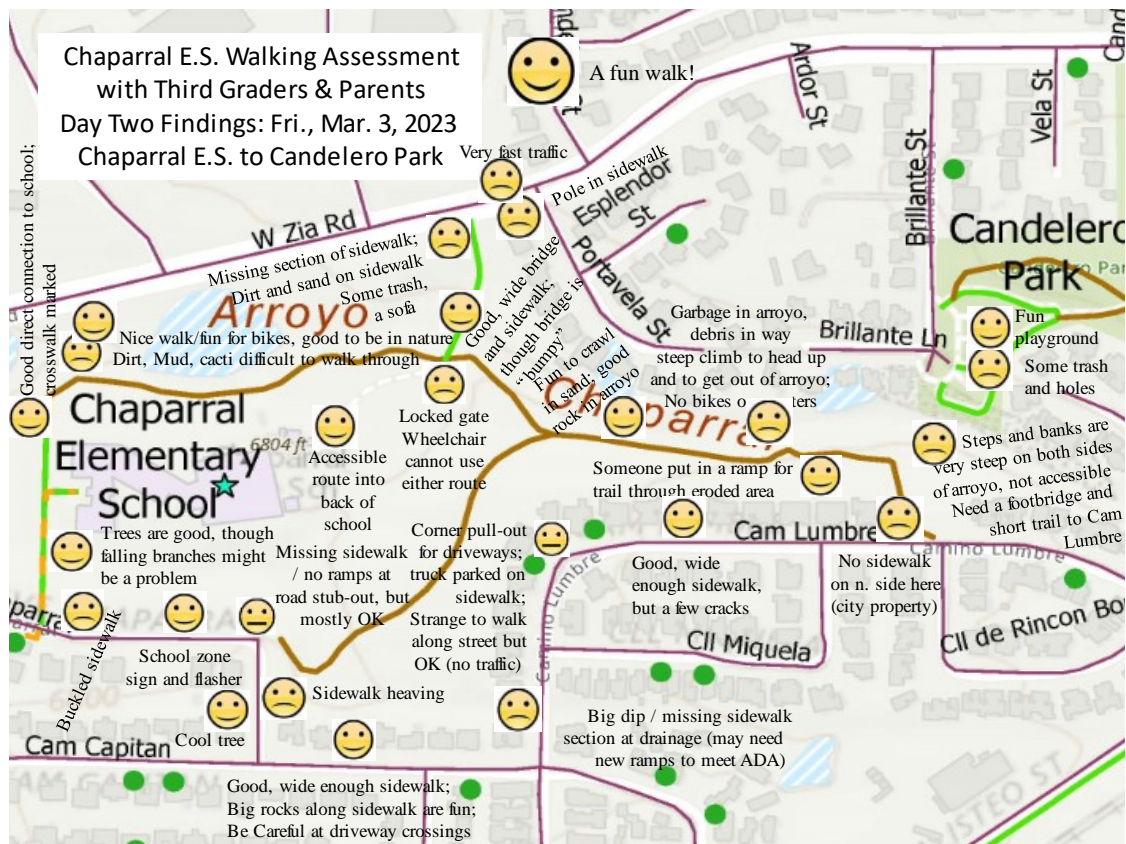 Chaparral E.S. Walking Assessment
with Third Graders & Parents
Day Two Findings: Fri., Mar. 3, 2023
Chaparral E.S. to Candelero Park
A fun walk!
Very fast traffic
Pole in sidewalk
Ardor St
Vela St
Brillante St
Brillante St
Esplendor
St
Portavela St
W Zia Rd
Candelero
Park
Good direct connection to school;
crosswalk marked
Missing section of sidewalk;
Dirt and sand on sidewalk
Some trash,
a sofa
Arroyo
Chaparral
Nice walk/fun for bikes, good to be in nature
Dirt, Mud, cacti difficult to walk through
Good, wide bridge
and sidewalk;
though bridge is
“bumpy”
Fun to crawl
in sand; good
rock in arroyo
Garbage in arroyo,
debris in way
steep climb to head up
and to get out of arroyo;
No bikes
Brillante Ln
Fun
playground
Some trash
and holes
Chaparral
Elementary
School
6804 ft
Locked gate
Wheelchair
cannot use
either route
Accessible
route into
back of
school
Someone put in a ramp for
trail through eroded area
Steps and banks are
very steep on both sides
of arroyo, not accessible
Need a footbridge and
short trail to Cam
Lumbre
Trees are good, though
falling branches might
be a problem
Missing sidewalk
/ no ramps at
road stub-out, but
mostly OK
Corner pull-out
for driveways;
truck parked on
sidewalk;
Strange to walk
along street but
OK (no traffic)
Cam Lumbre
Camino Lumbre
Camino Lumbre
Good, wide
enough sidewalk,
but a few cracks
No sidewalk
on n. side here
(city property)
Cll Miquela
Cll de Rincon Bo
Buckled sidewalk
School zone
sign and flasher
Cool tree
Sidewalk heaving
Cam Capitan
Big dip / missing sidewalk
section at drainage (may need
new ramps to meet ADA)
Good, wide enough sidewalk;
Big rocks along sidewalk are fun;
Be Careful at driveway crossings
ISTEO ST